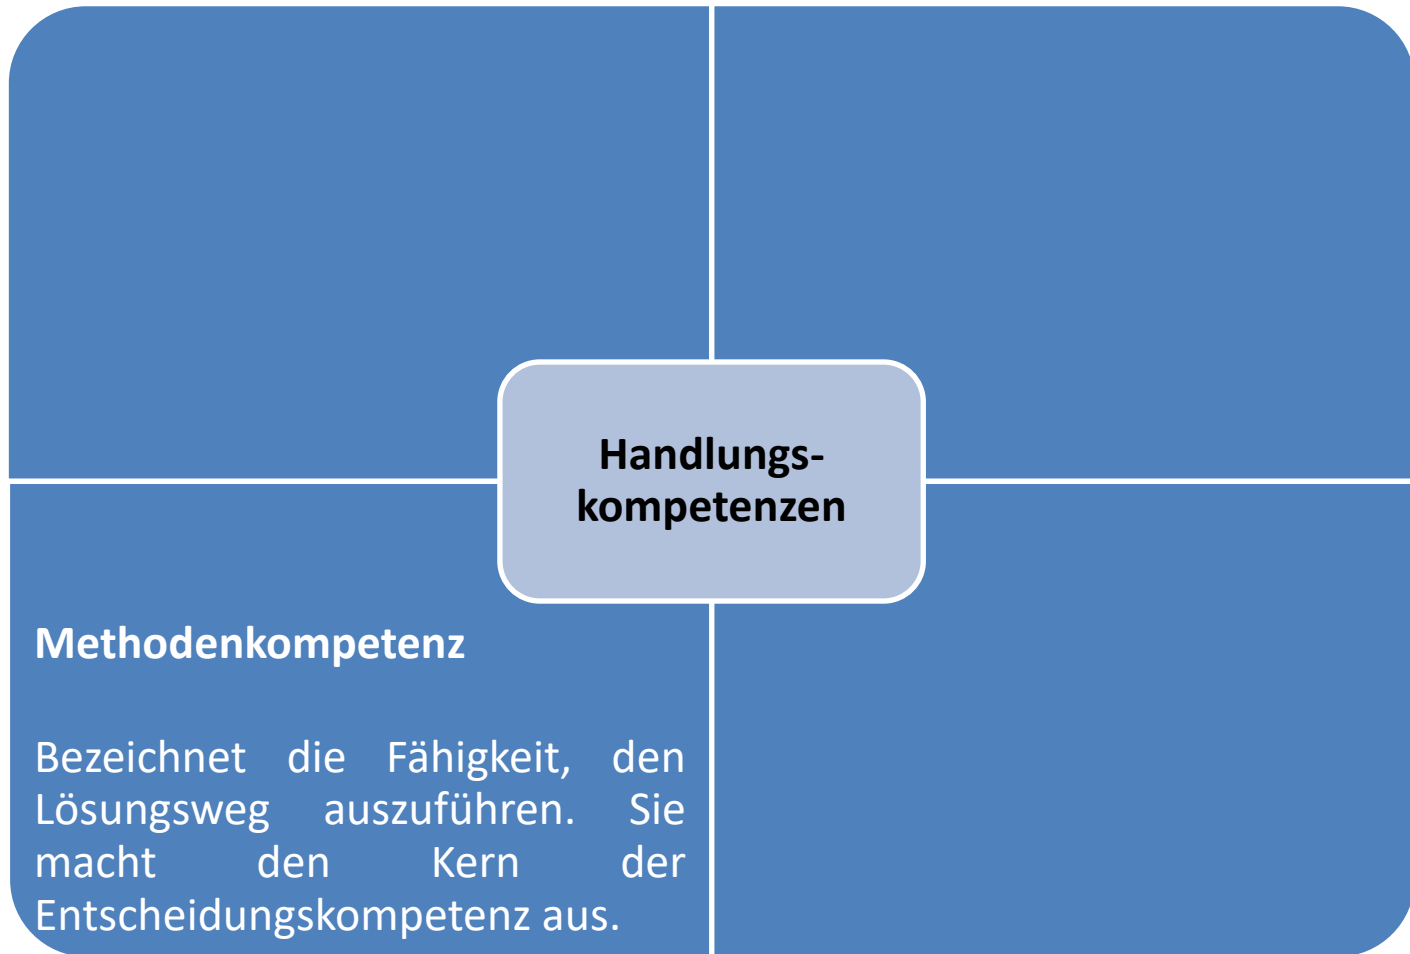 Handlungs-
kompetenzen
Methodenkompetenz
Bezeichnet die Fähigkeit, den
Lösungsweg auszuführen. Sie
macht den Kern der
Entscheidungskompetenz aus.